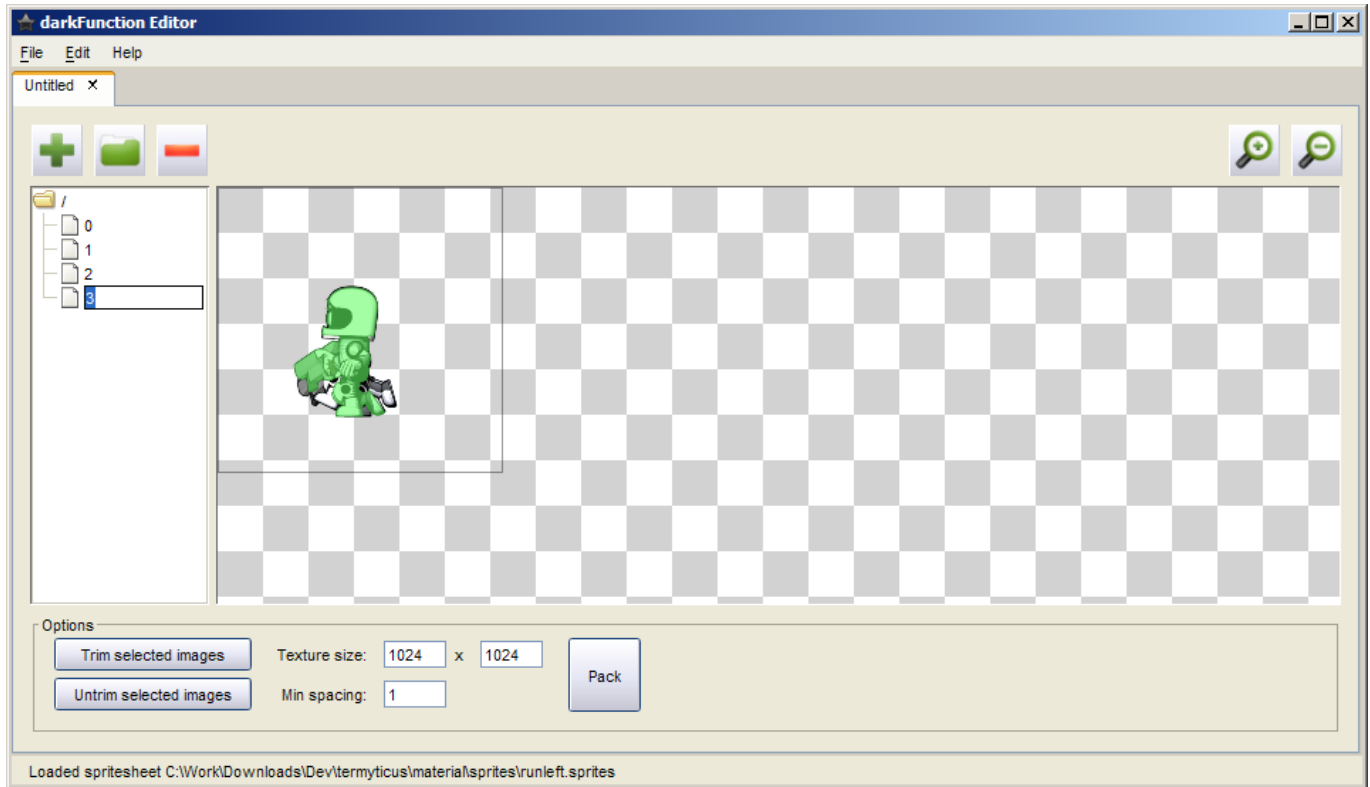 darkFunction Editor
File Edit Help
Untitled x
/
0
1
2
3
Options
Trim selected images Texture size: 1024 x 1024
Pack
Untrim selected images Min spacing: 1
Loaded spritesheet C:\Work\Downloads\Dev\termyticus\material\sprites\runleft.sprites